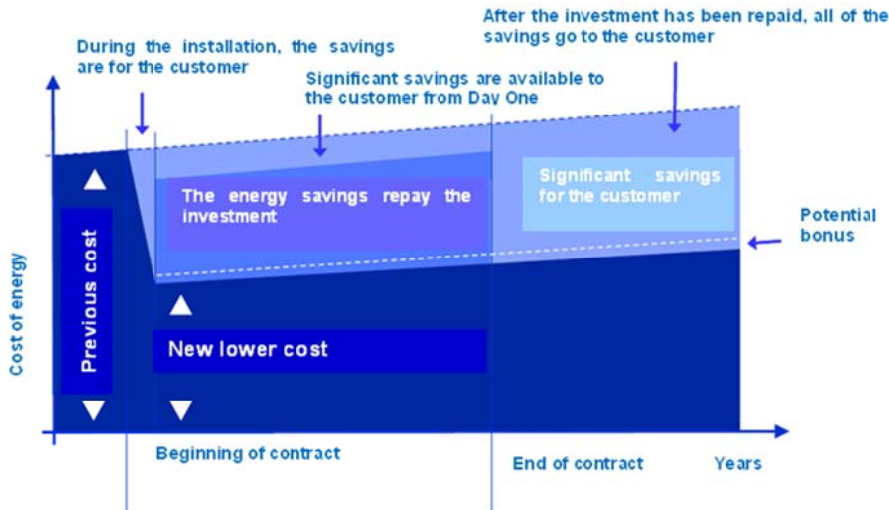 After the investment has been repaid, all of the
savings go to the customer
During the installation, the savings
are for the customer
Significant savings are available to
the customer from Day One
The energy savings repay the
investment
Significant savings
for the customer
Potential
bonus
Cost of energy
Previous cost
New lower cost
Beginning of contract
End of contract
Years